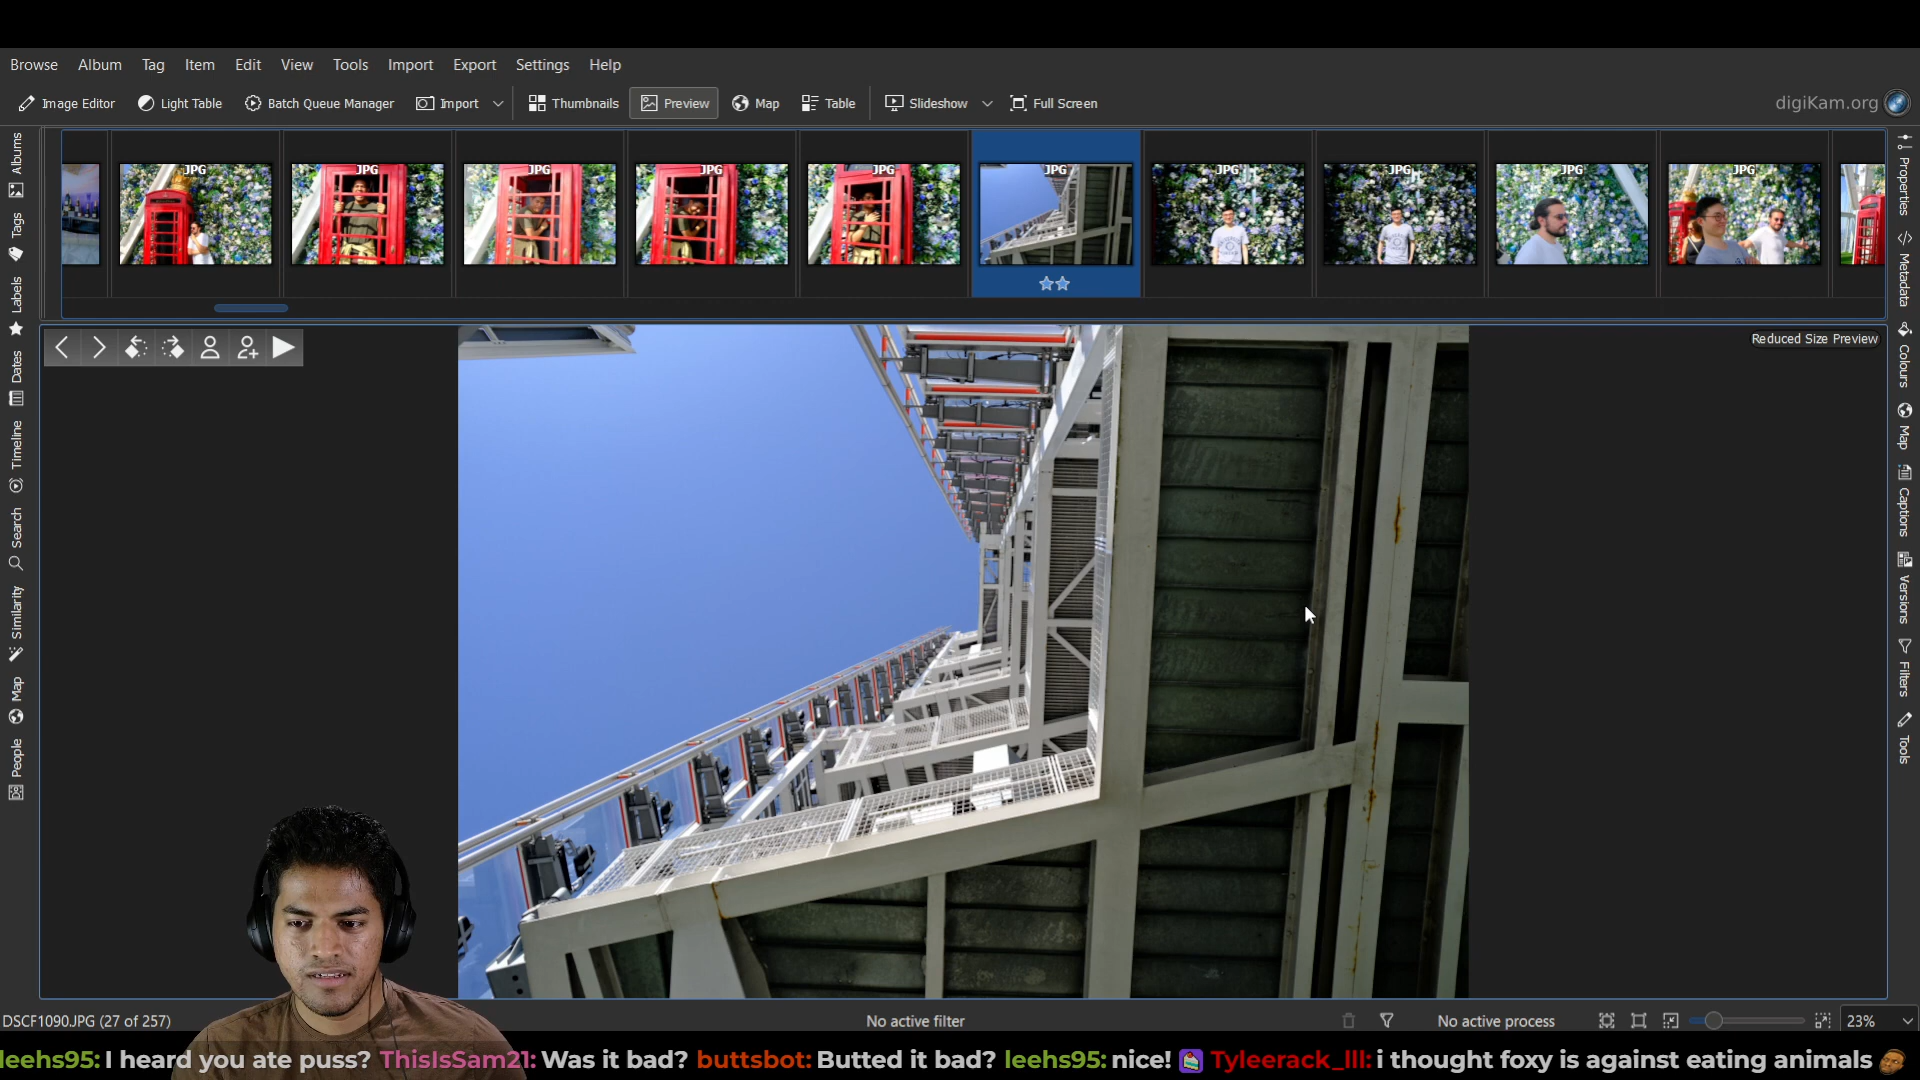 Browse Album Tag Item Edit View Tools Import Export Settings Help
Image Editor Light Table Batch Queue Manager Import Thumbnails Preview Map Table Slideshow Full Screen digiKam.org
JPG JPG JPG JPG JPG JPG JPG JPG JPG JPG
Albums
Tags
Labels
Dates
Timeline
Search
Similarity
Map
People
Reduced Size Preview
Properties
Metadata
Colours
Map
Captions
Versions
Filters
Tools
DSCF1090.JPG (27 of 257) No active filter No active process 23%
leehs95: I heard you ate puss? ThisIsSam21: Was it bad? buttsbot: Butted it bad? leehs95: nice! Tyleerack_lll: i thought foxy is against eating animals